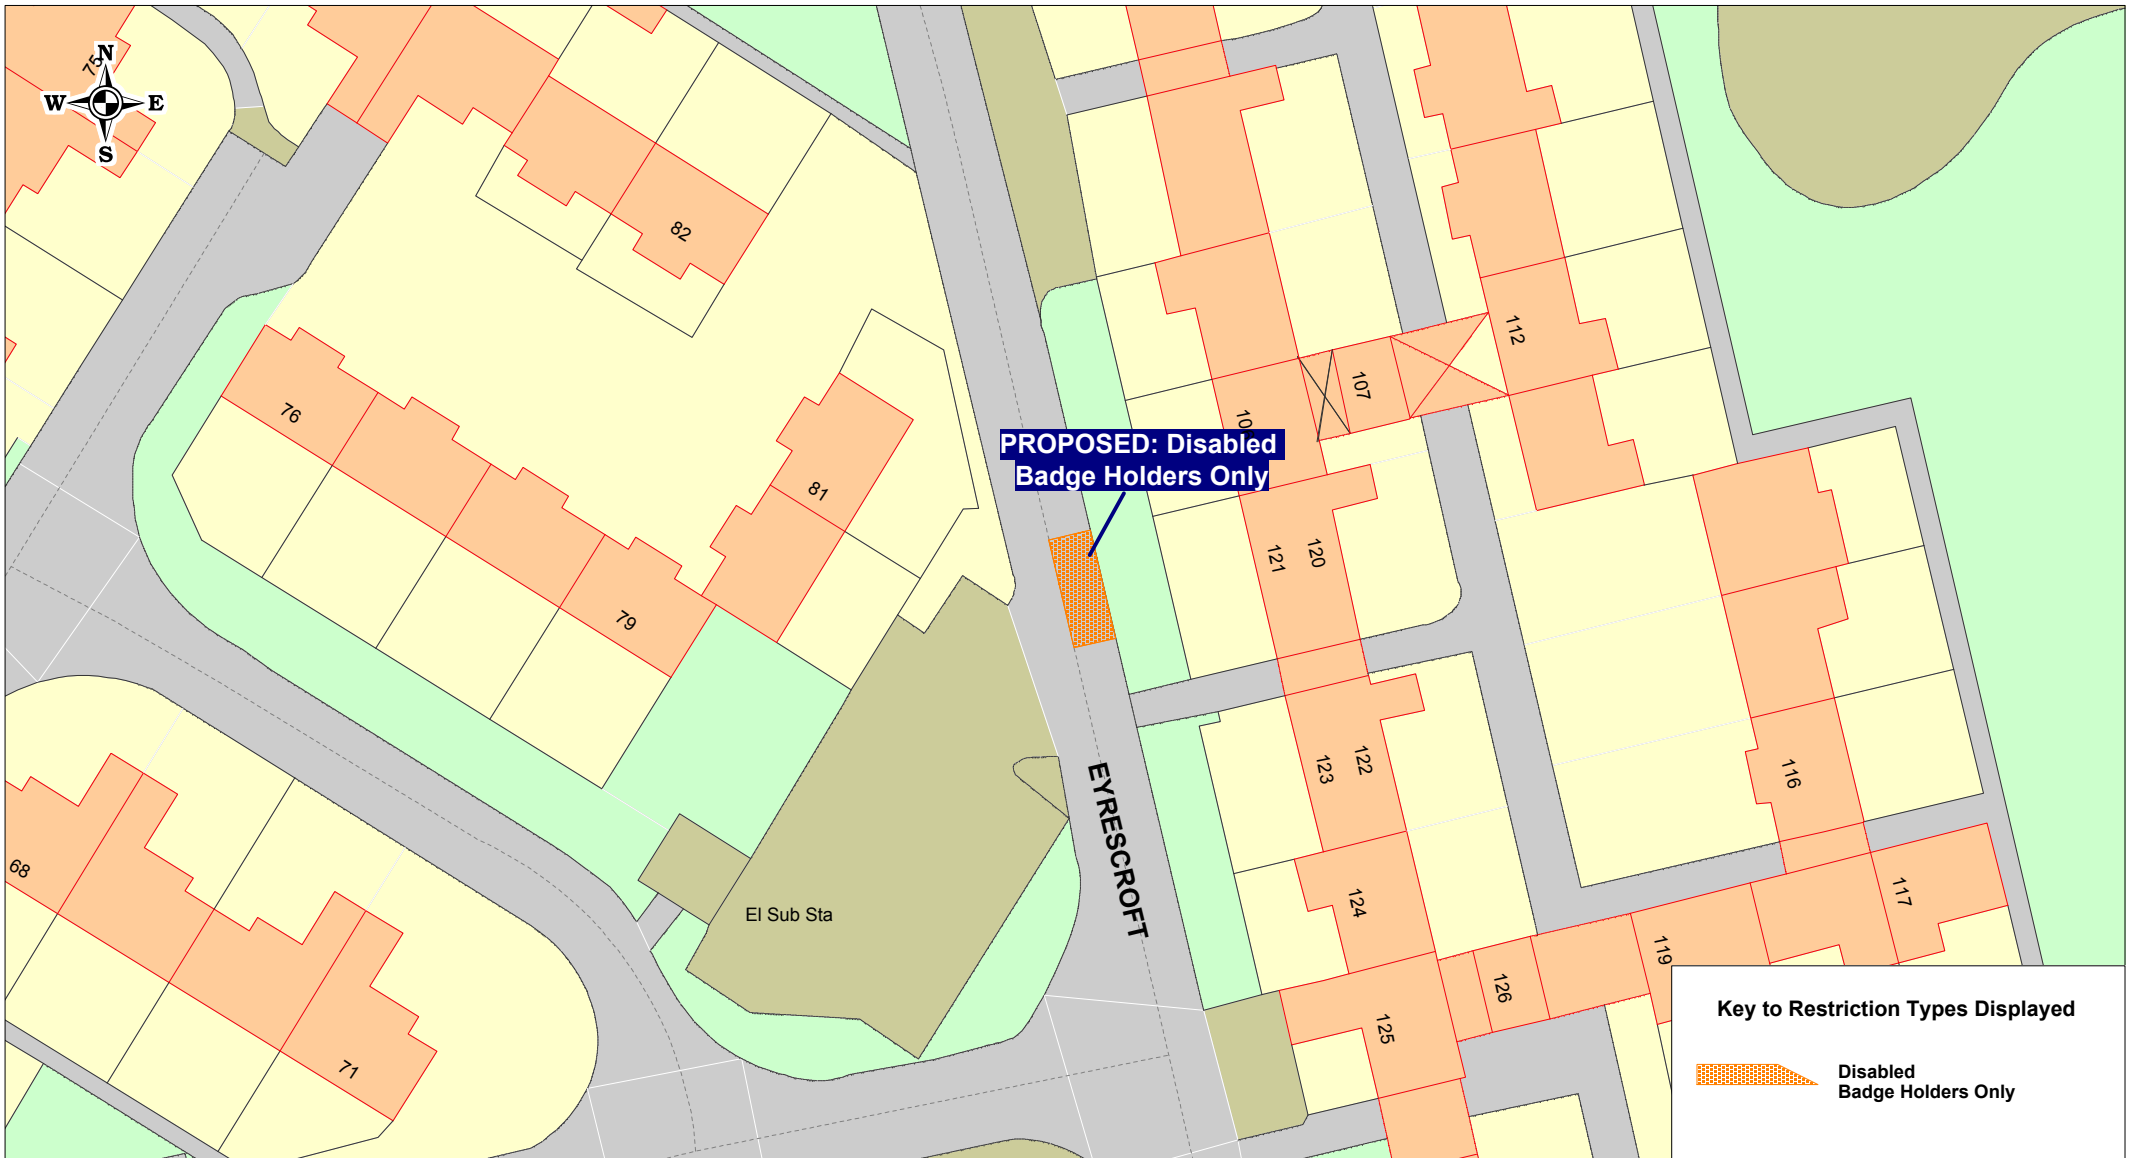 N
75
W E
S
82
112
107
76
PROPOSED: Disabled
Badge Holders Only
81
121
120
79
123
122
116
EYRESCROFT
68
124
117
El Sub Sta
119
126
125
71
Key to Restriction Types Displayed
Disabled
Badge Holders Only